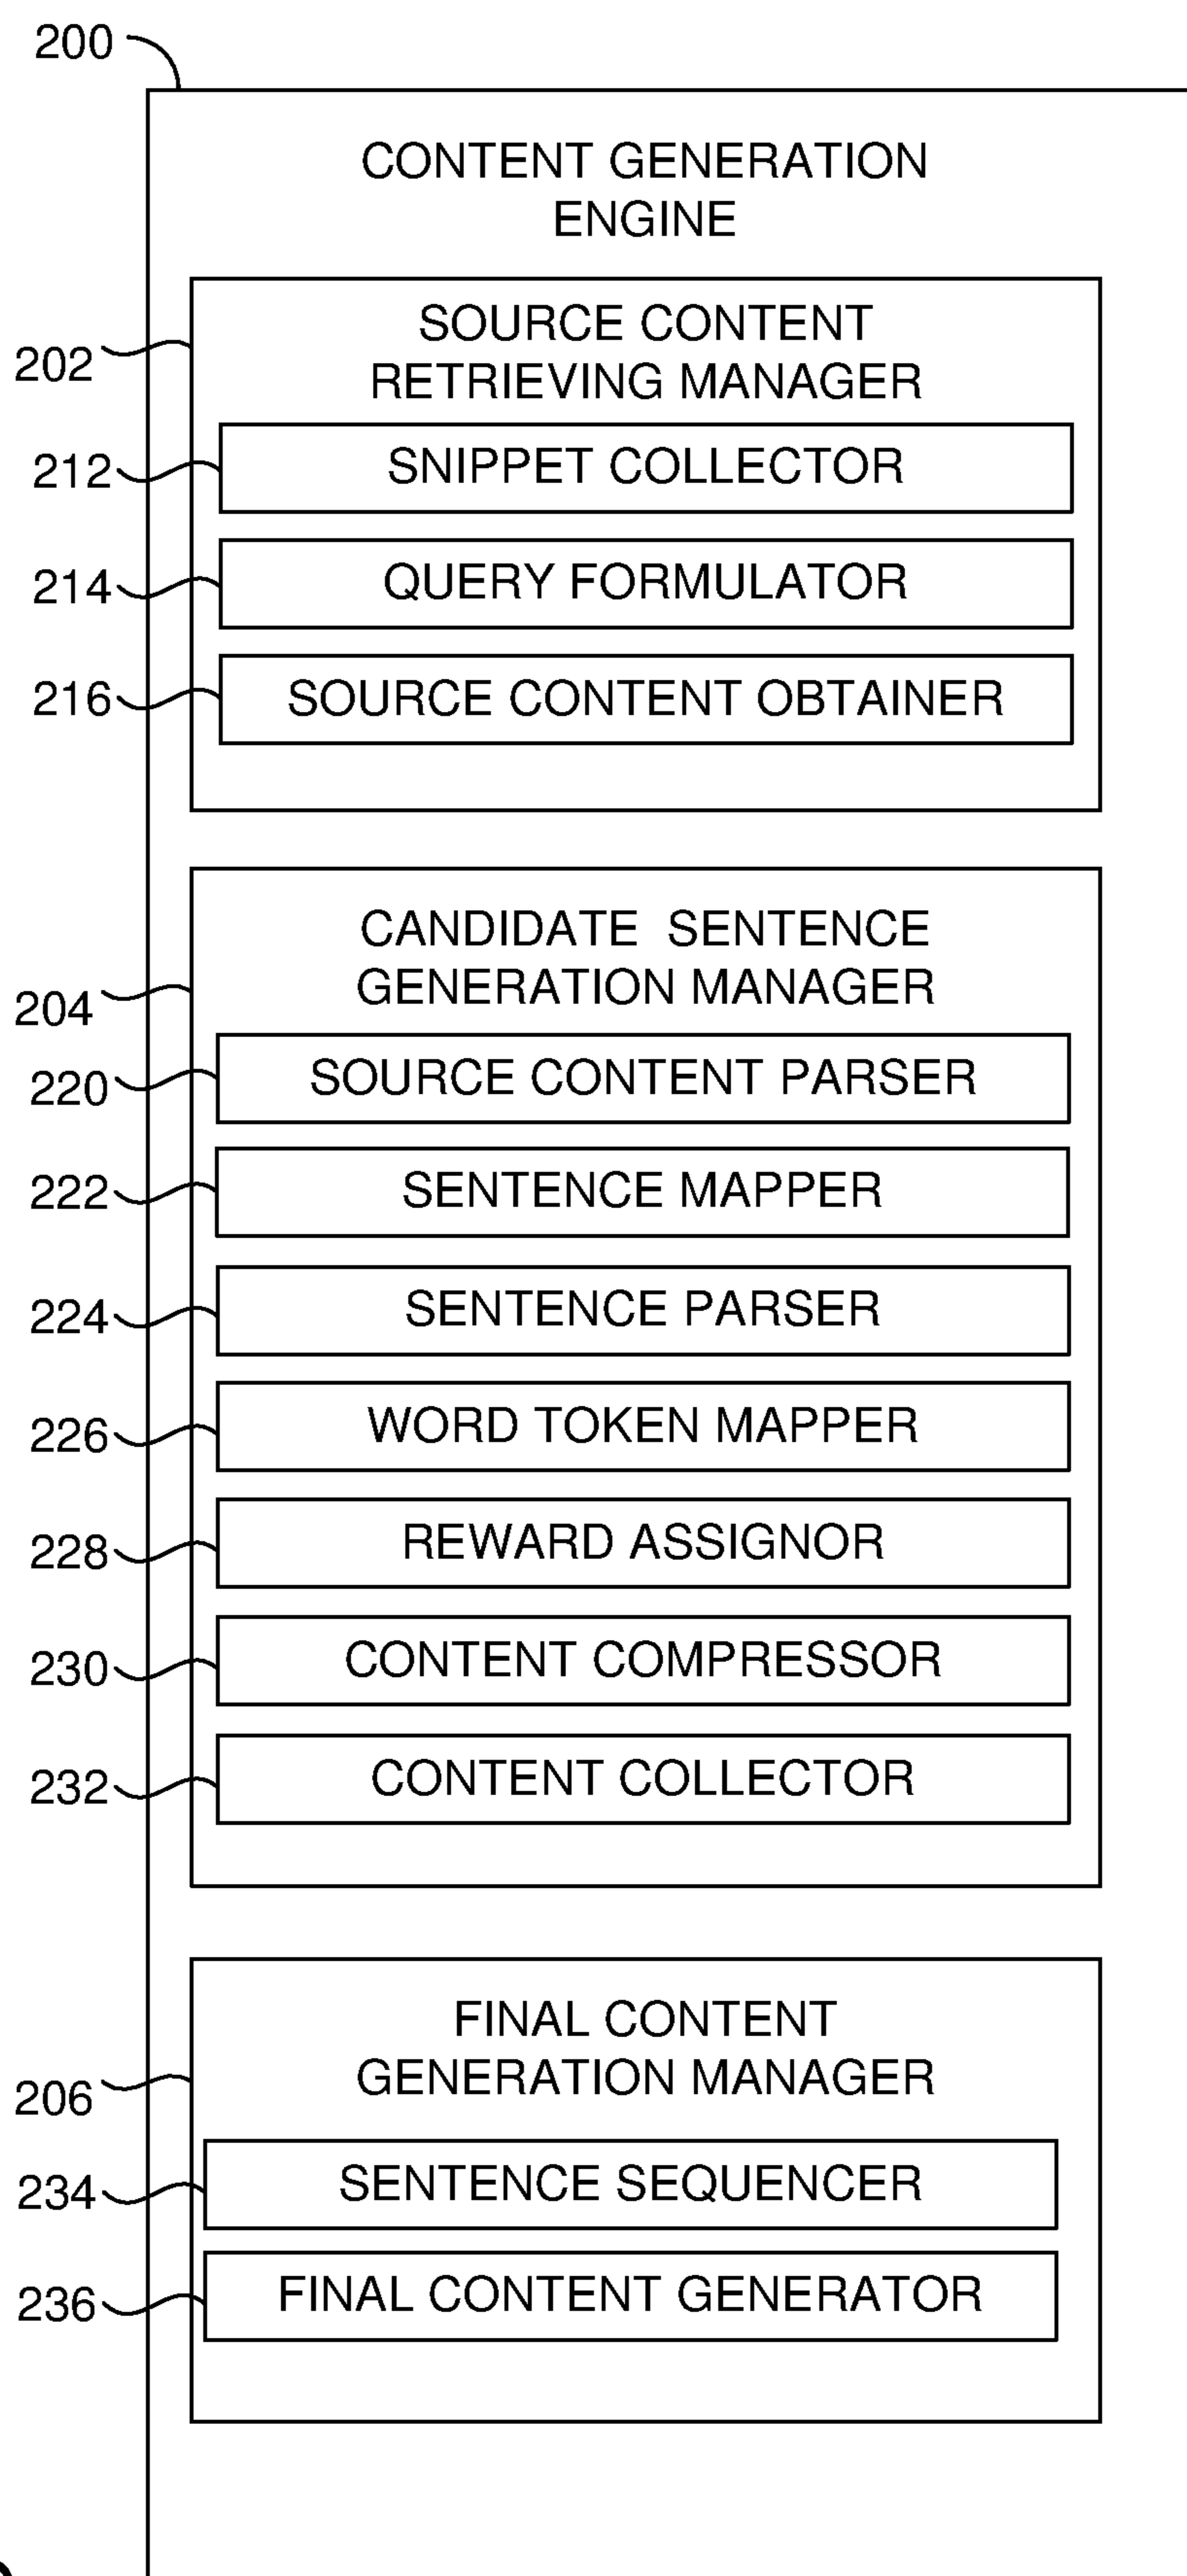 200
CONTENT GENERATION
ENGINE
202
SOURCE CONTENT
RETRIEVING MANAGER
212
SNIPPET COLLECTOR
214
QUERY FORMULATOR
216
SOURCE CONTENT OBTAINER
204
CANDIDATE SENTENCE
GENERATION MANAGER
220
SOURCE CONTENT PARSER
222
SENTENCE MAPPER
224
SENTENCE PARSER
226
WORD TOKEN MAPPER
228
REWARD ASSIGNOR
230
CONTENT COMPRESSOR
232
CONTENT COLLECTOR
206
FINAL CONTENT
GENERATION MANAGER
234
SENTENCE SEQUENCER
236
FINAL CONTENT GENERATOR